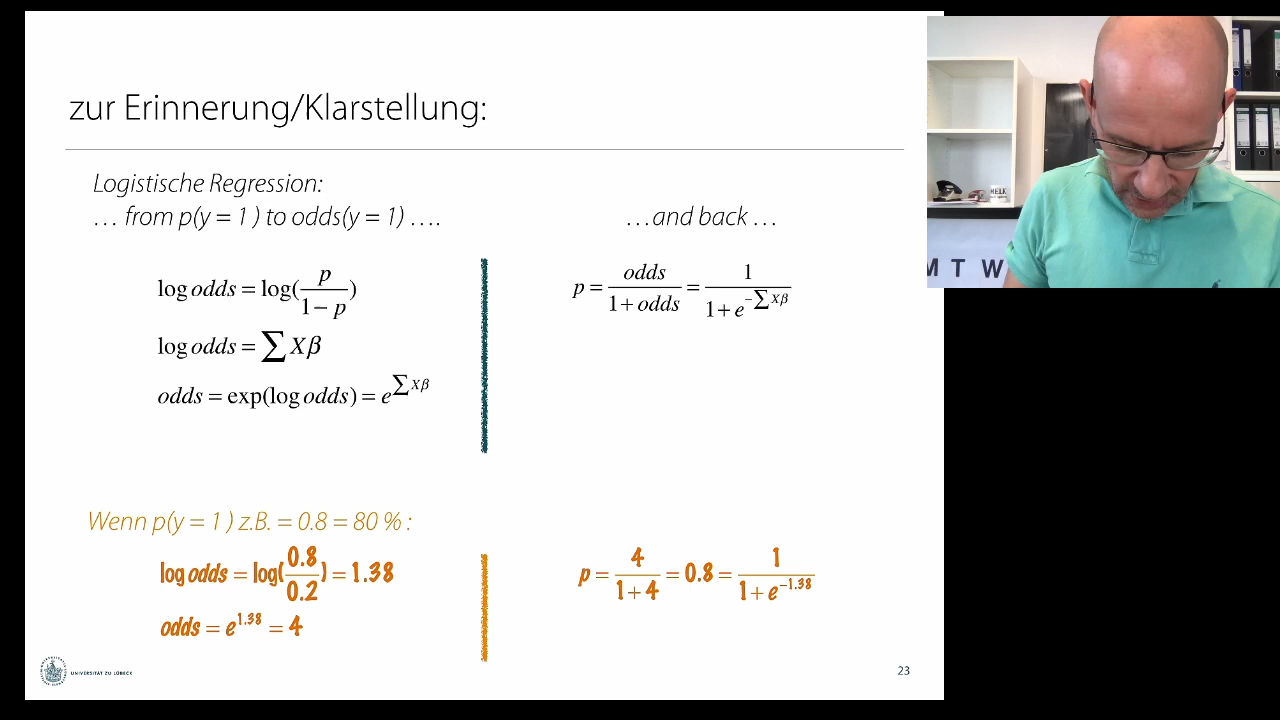 zur Erinnerung/Klarstellung:
Logistische Regression:
… from p(y = 1 ) to odds(y = 1) ….
…and back …
log odds = log(p/1− p)
log odds = ∑ Xβ
odds = exp(log odds) = e^∑ Xβ
p = odds/1+ odds = 1/1+ e^−∑ Xβ
Wenn p(y = 1 ) z.B. = 0.8 = 80 % :
log odds = log(0.8/0.2) = 1.38
odds = e^1.38 = 4
p = 4/1+ 4 = 0.8 = 1/1+ e^−1.38
UNIVERSITÄT ZU LÜBECK
23
M T W